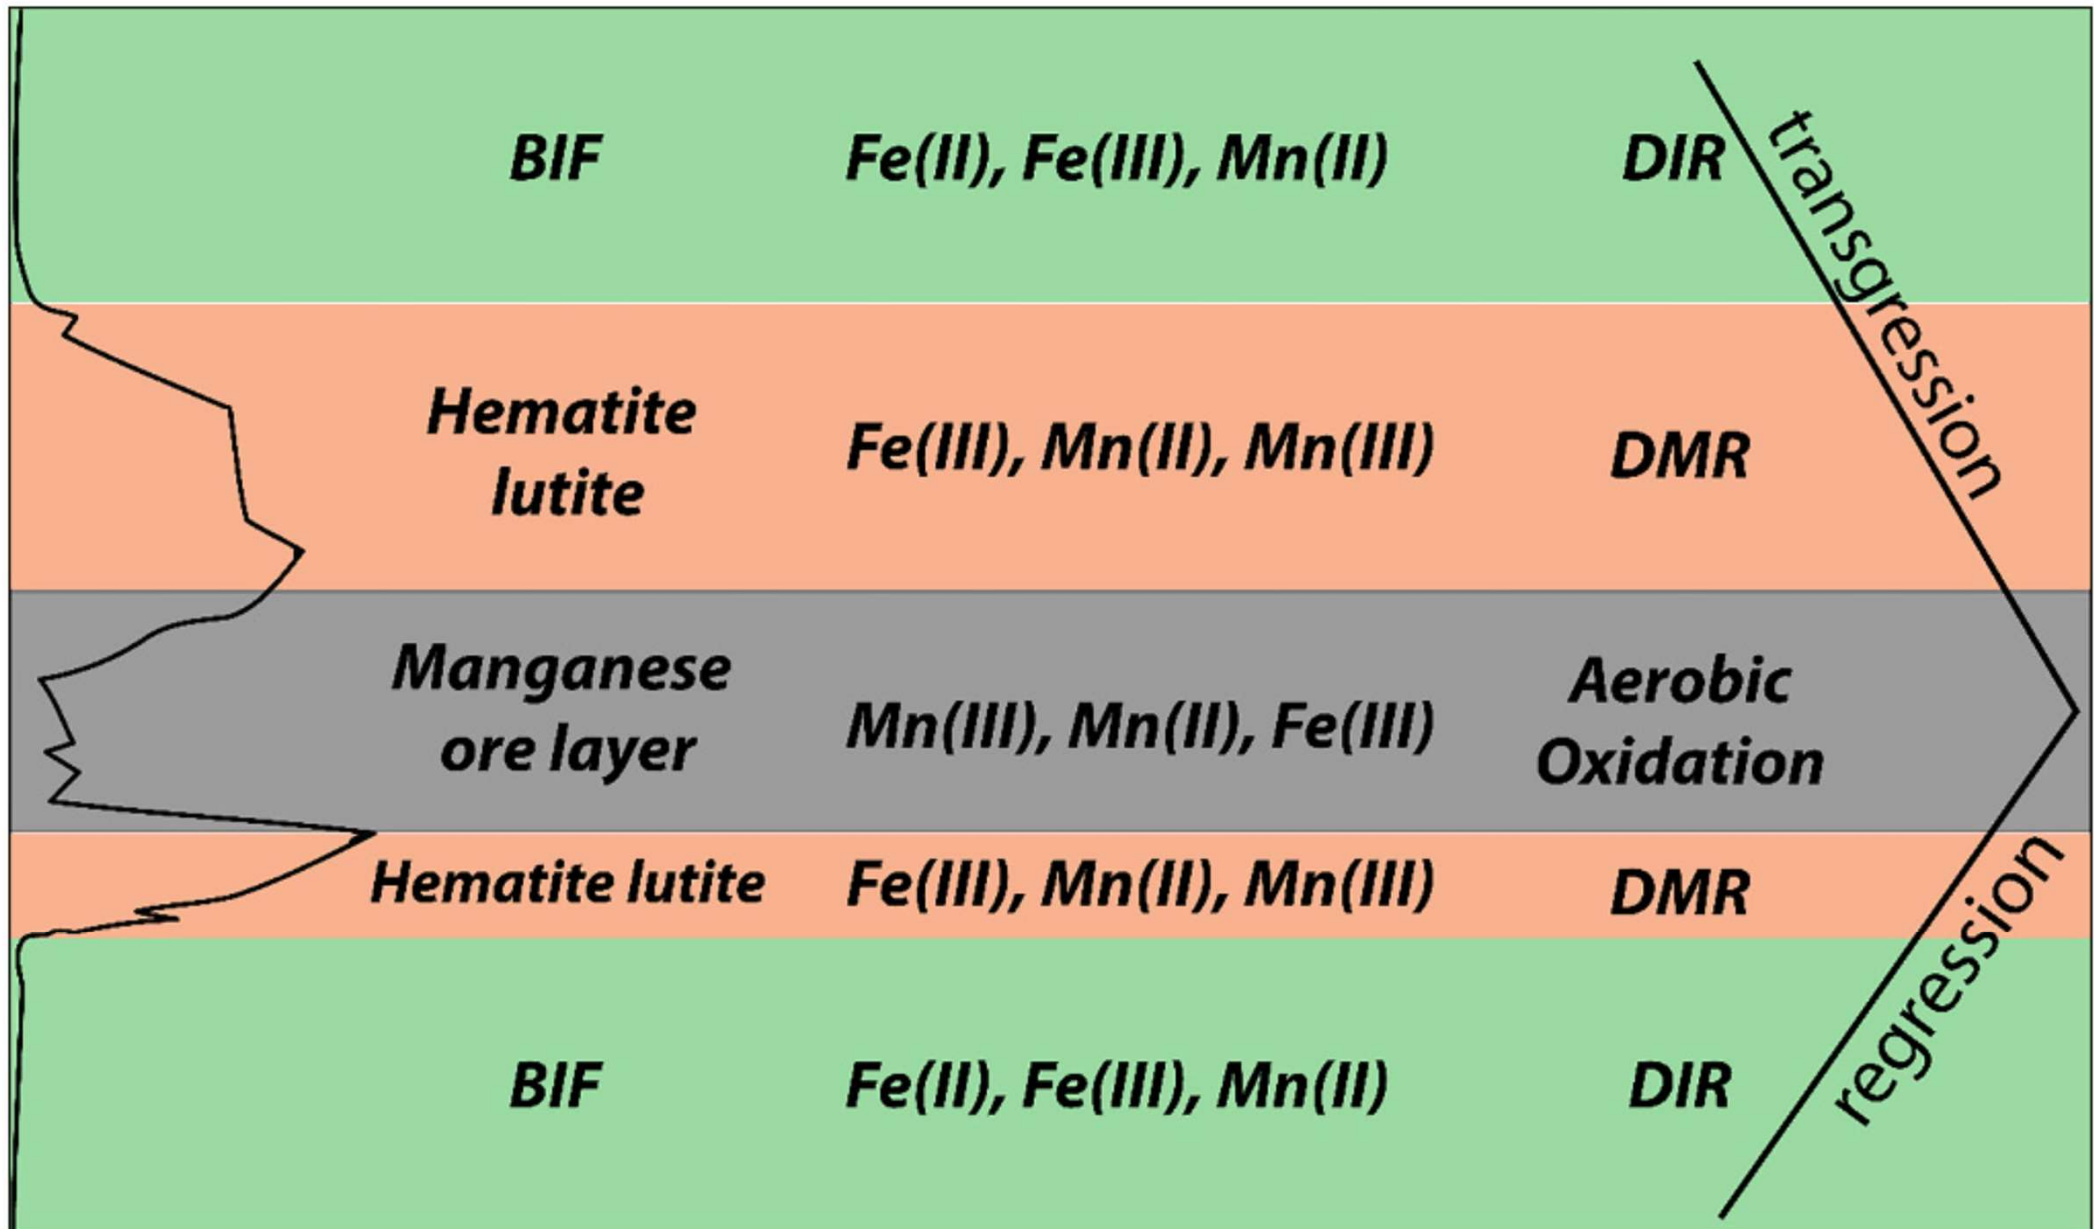 BIF Fe(II), Fe(III), Mn(II) DIR
transgression
Hematite
lutite
Fe(III), Mn(II), Mn(III) DMR
Manganese
ore layer
Mn(III), Mn(II), Fe(III)
Aerobic
Oxidation
Hematite lutite Fe(III), Mn(II), Mn(III) DMR
regression
BIF Fe(II), Fe(III), Mn(II) DIR